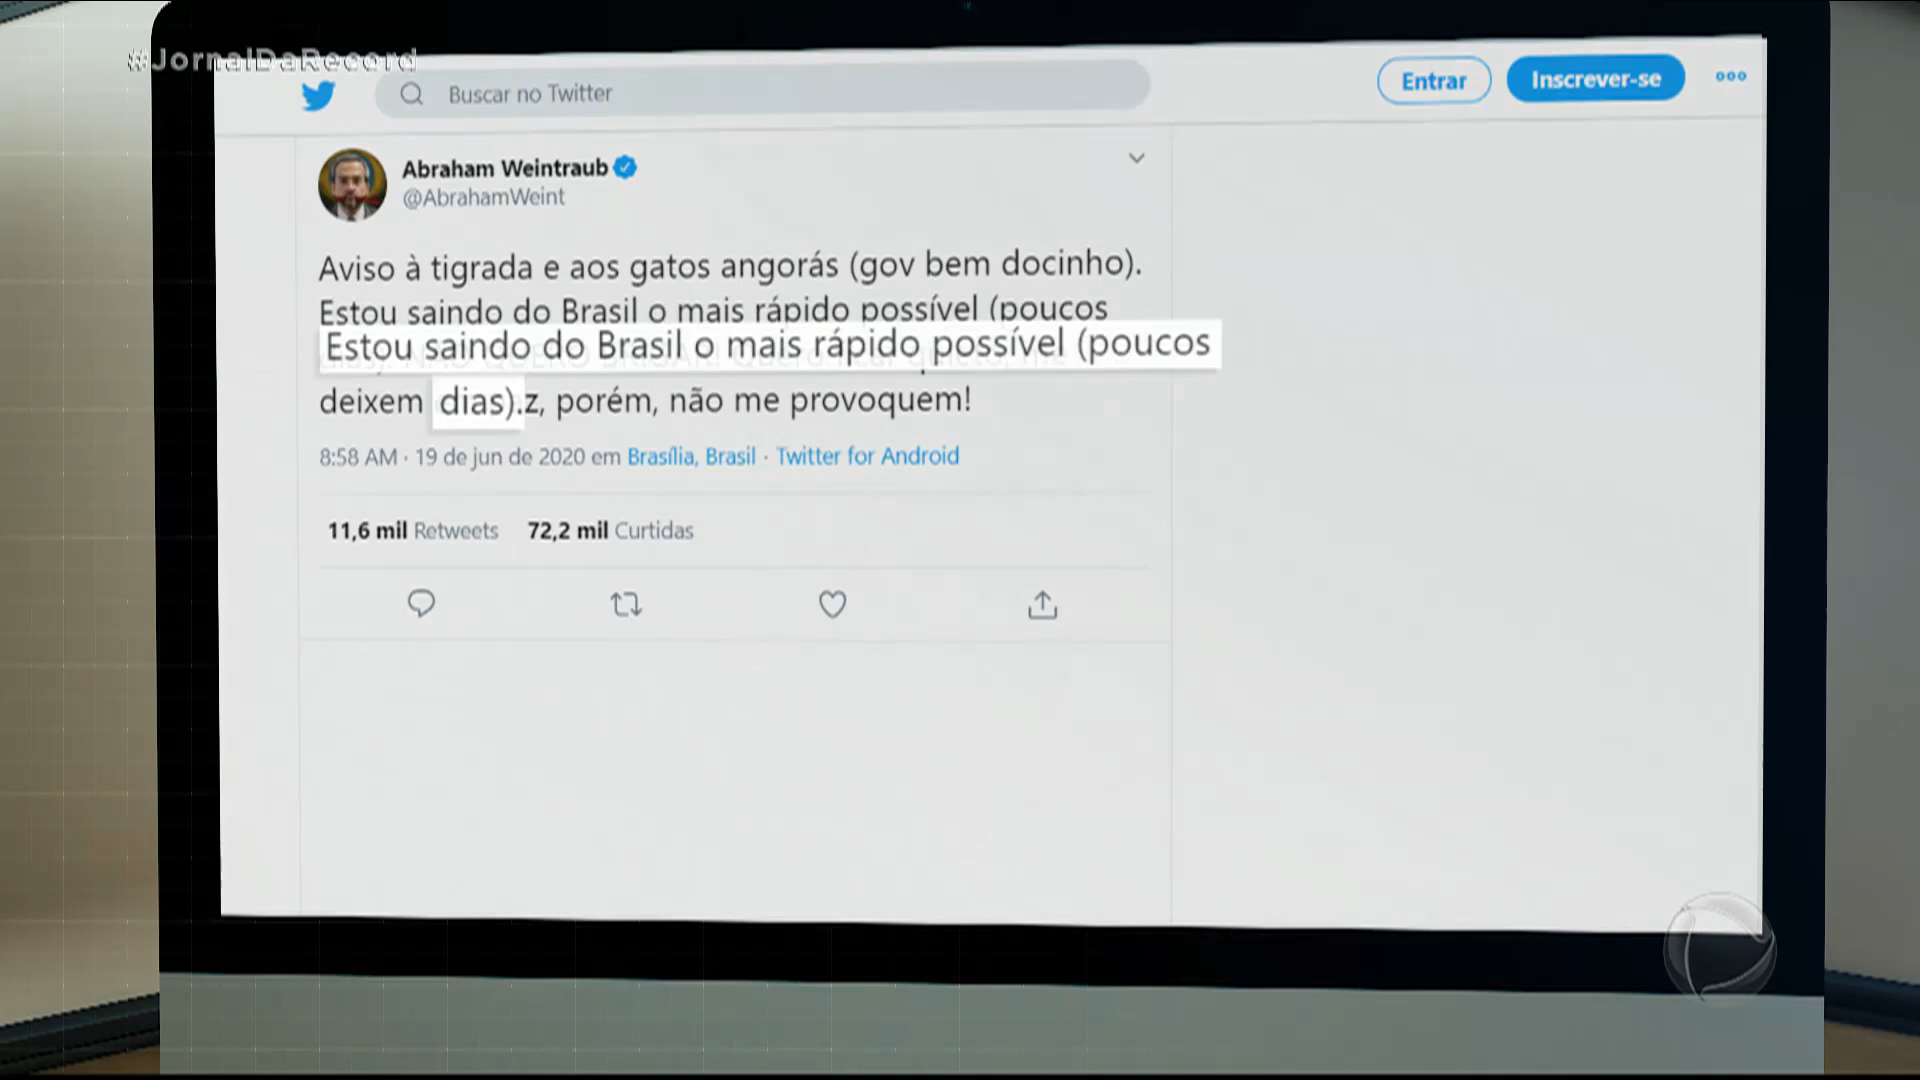 #JornalDaRecord
Buscar no Twitter
Entrar
Inscrever-se
Abraham Weintraub
@AbrahamWeint
Aviso à tigrada e aos gatos angorás (gov bem docinho).
Estou saindo do Brasil o mais rápido possível (poucos
Estou saindo do Brasil o mais rápido possível (poucos
deixem dias).z, porém, não me provoquem!
8:58 AM · 19 de jun de 2020 em Brasília, Brasil · Twitter for Android
11,6 mil Retweets 72,2 mil Curtidas